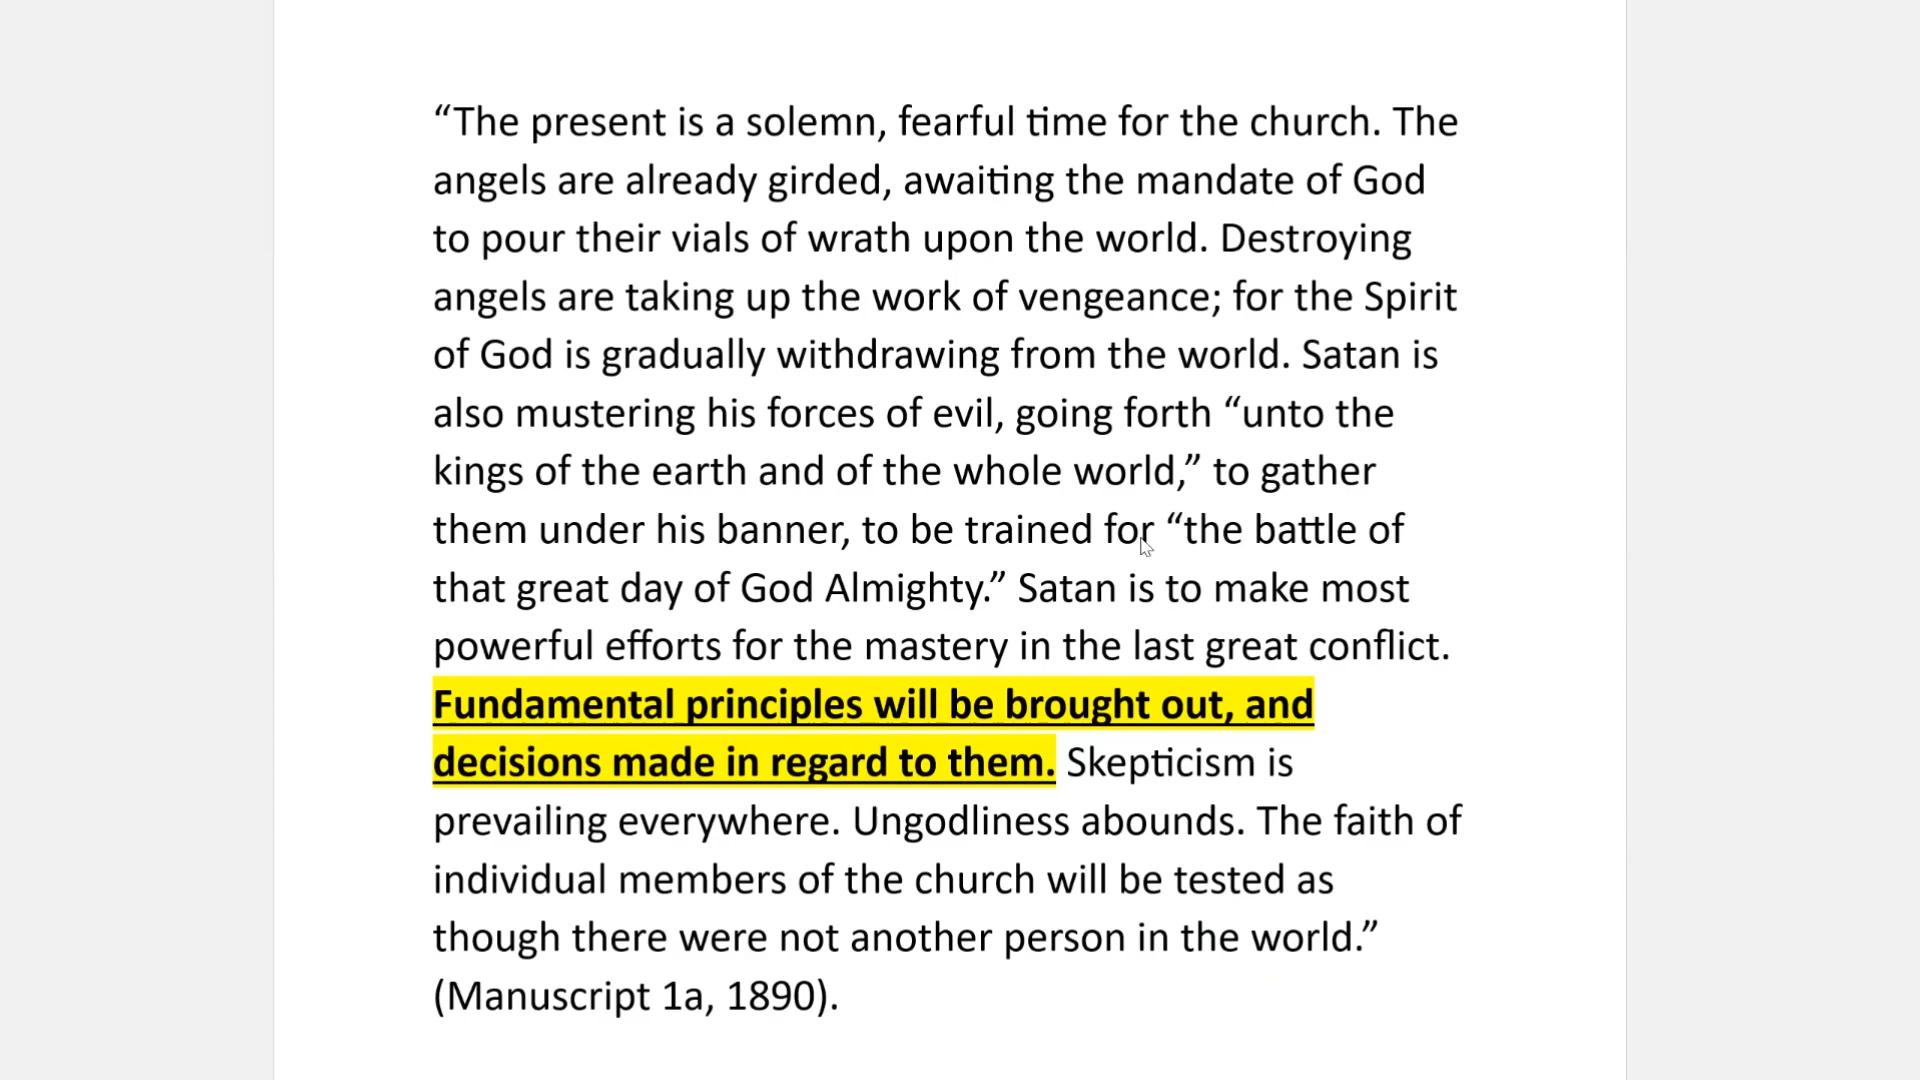 “The present is a solemn, fearful time for the church. The
angels are already girded, awaiting the mandate of God
to pour their vials of wrath upon the world. Destroying
angels are taking up the work of vengeance; for the Spirit
of God is gradually withdrawing from the world. Satan is
also mustering his forces of evil, going forth “unto the
kings of the earth and of the whole world,” to gather
them under his banner, to be trained for “the battle of
that great day of God Almighty.” Satan is to make most
powerful efforts for the mastery in the last great conflict.
Fundamental principles will be brought out, and
decisions made in regard to them. Skepticism is
prevailing everywhere. Ungodliness abounds. The faith of
individual members of the church will be tested as
though there were not another person in the world.”
(Manuscript 1a, 1890).